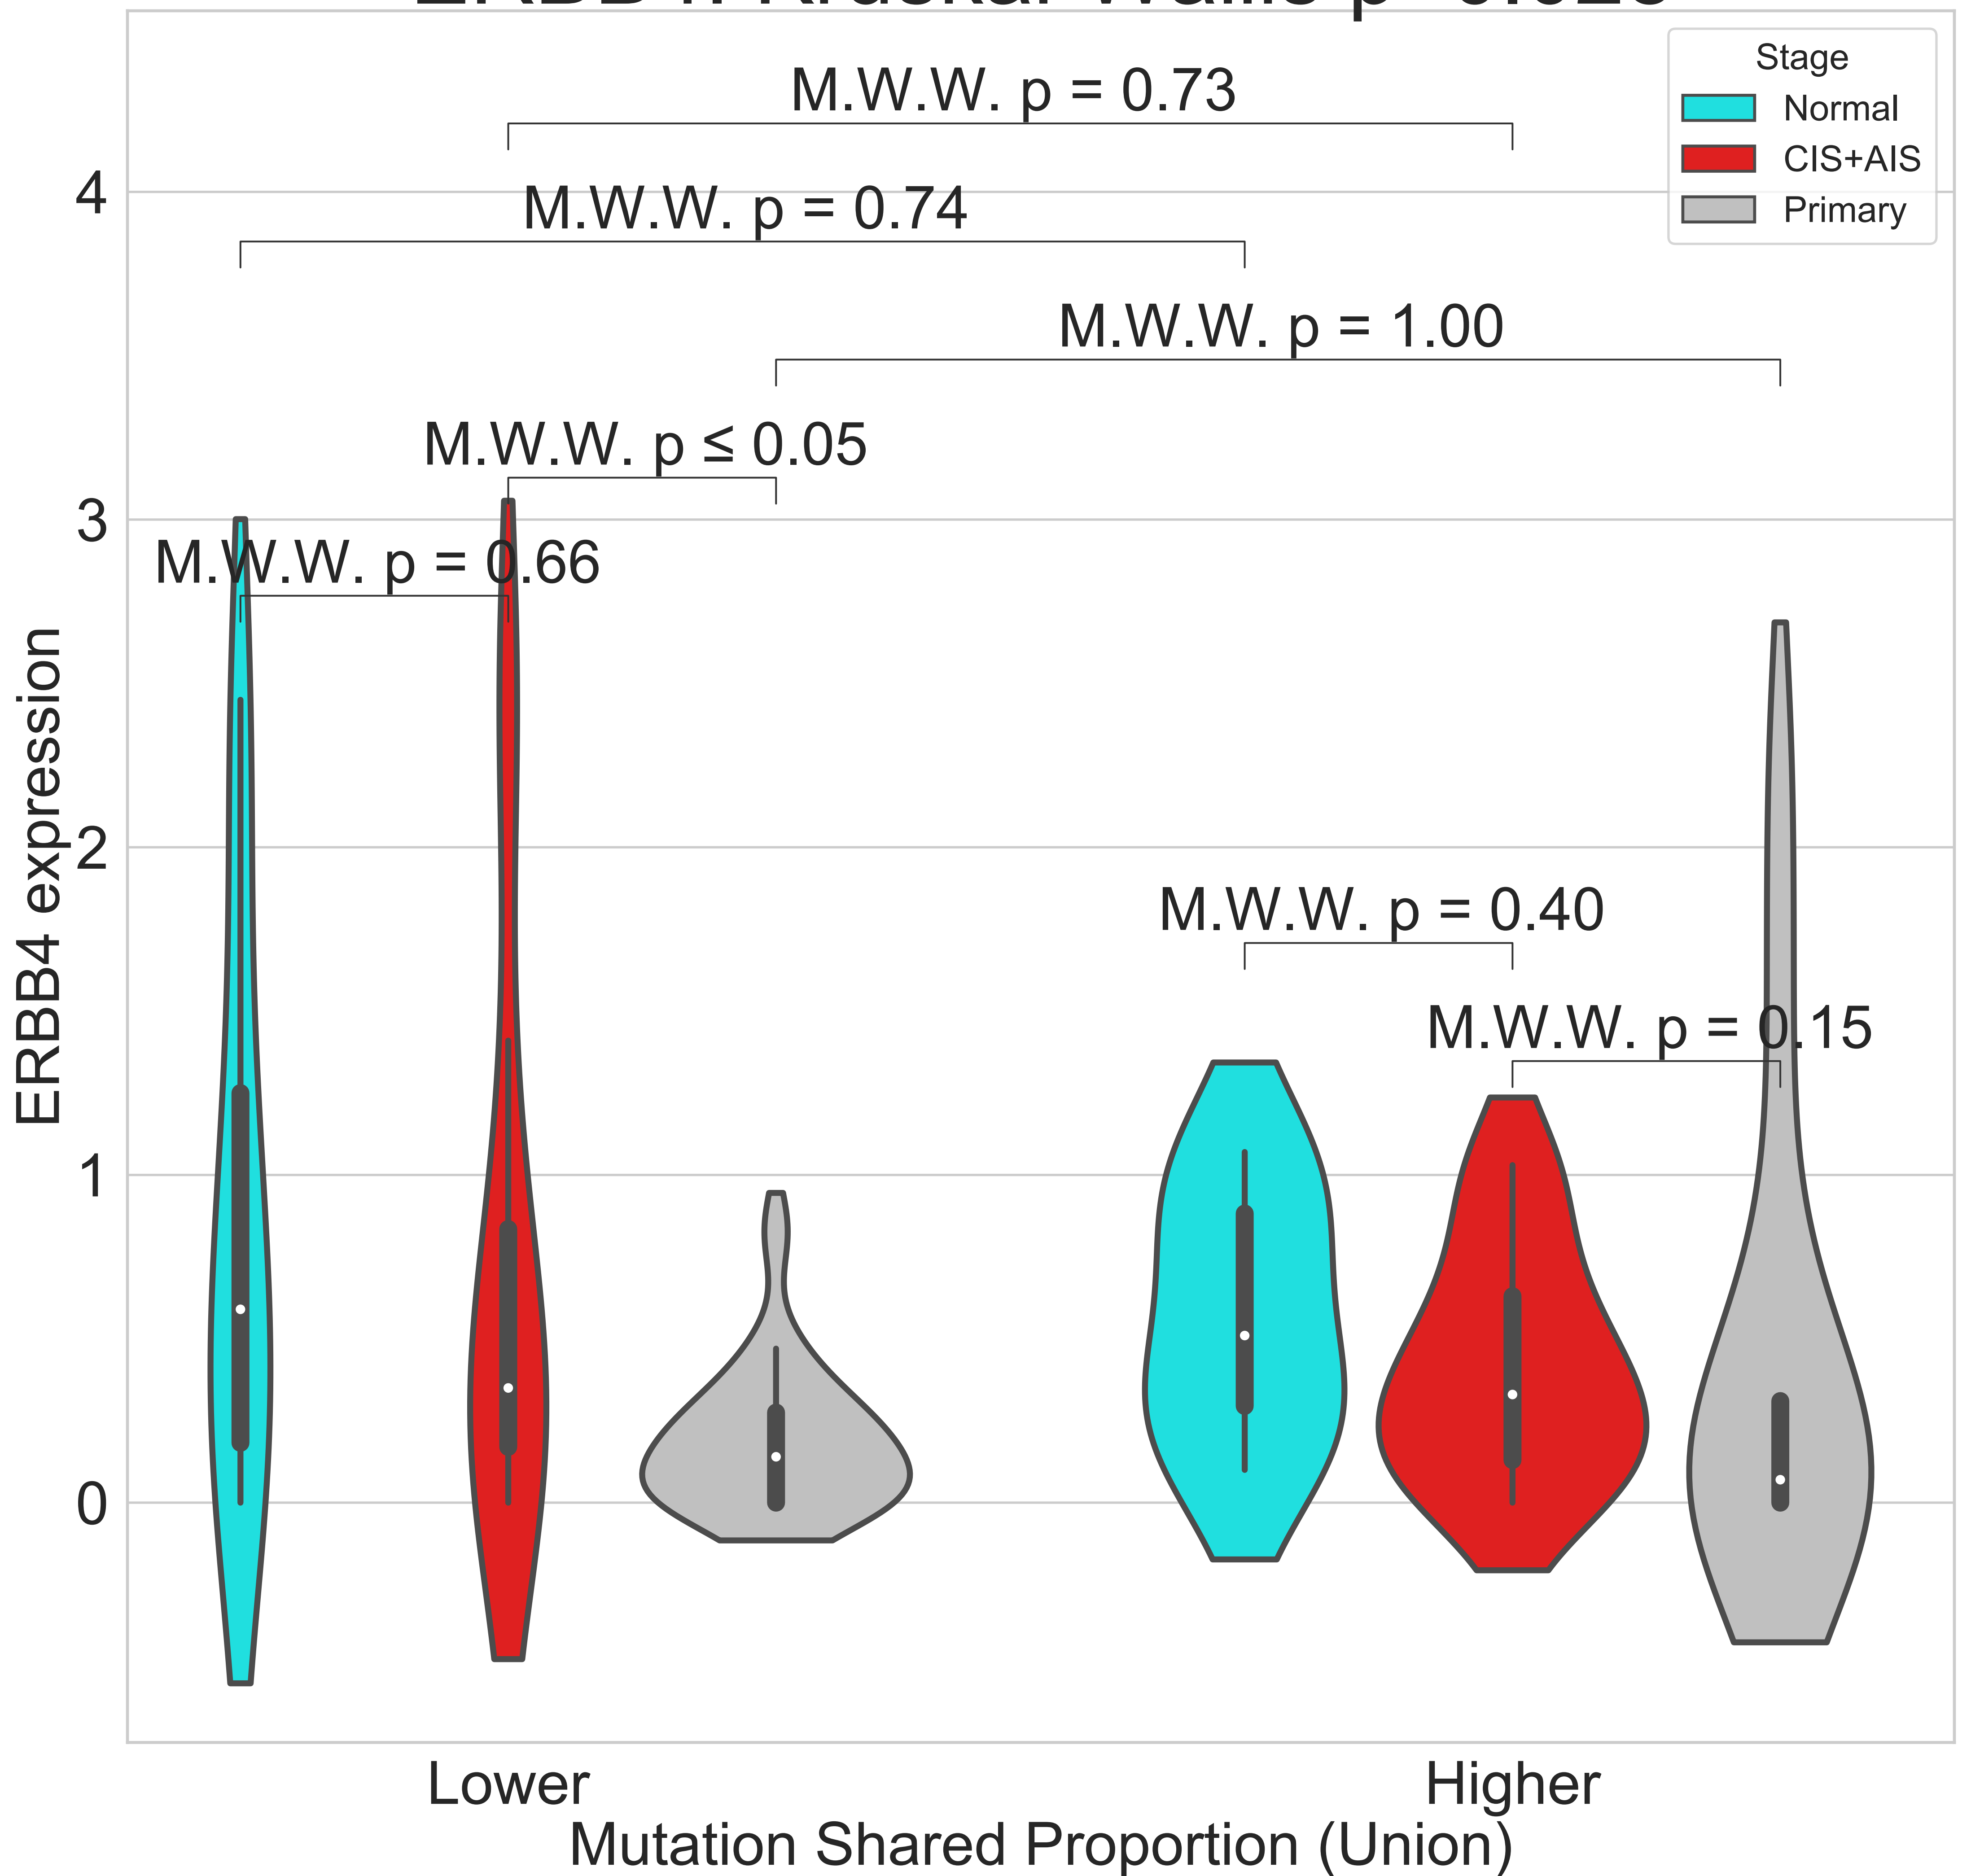 Stage
Normal
CIS+AIS
Primary
M.W.W. p = 0.73
4
M.W.W. p = 0.74
M.W.W. p = 1.00
M.W.W. p ≤ 0.05
3
M.W.W. p = 0.66
ERBB4 expression
2
M.W.W. p = 0.40
M.W.W. p = 0.15
1
0
Lower
Higher
Mutation Shared Proportion (Union)